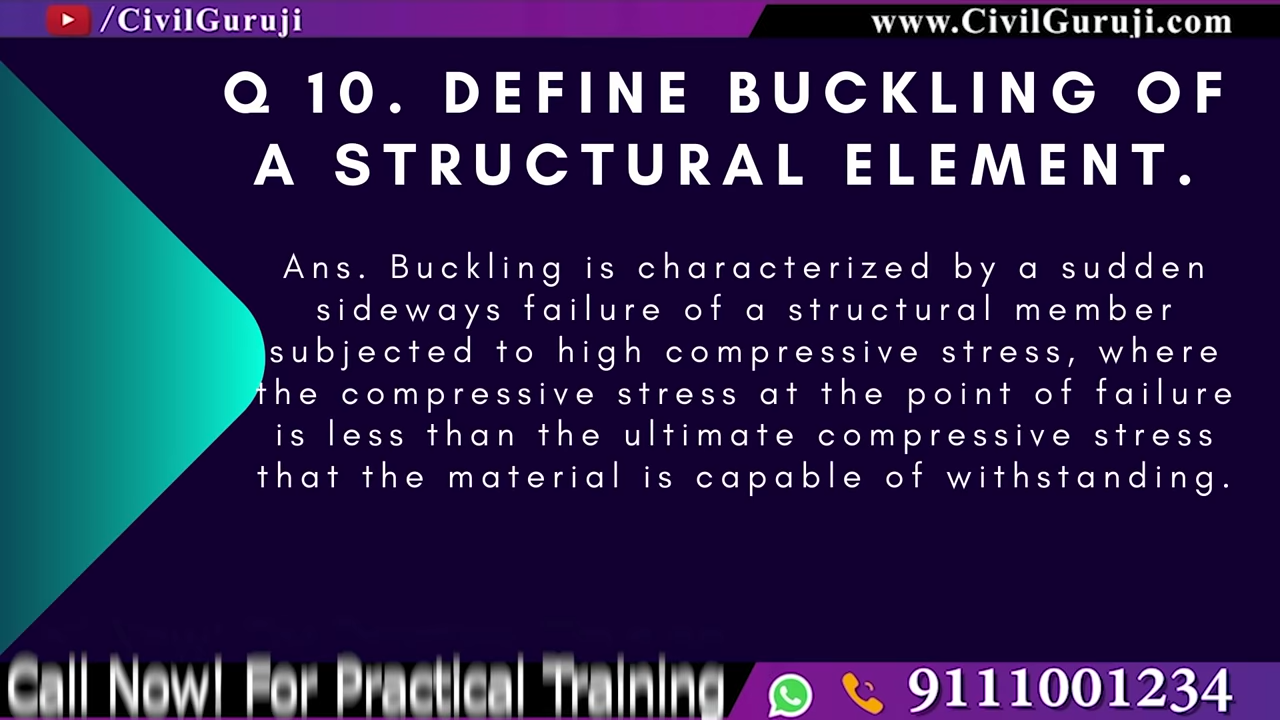 /CivilGuruji
www.CivilGuruji.com
Q 10. DEFINE BUCKLING OF
A STRUCTURAL ELEMENT.
Ans. Buckling is characterized by a sudden
sideways failure of a structural member
subjected to high compressive stress, where
the compressive stress at the point of failure
is less than the ultimate compressive stress
that the material is capable of withstanding.
Call Now! For Practical Training
9111001234